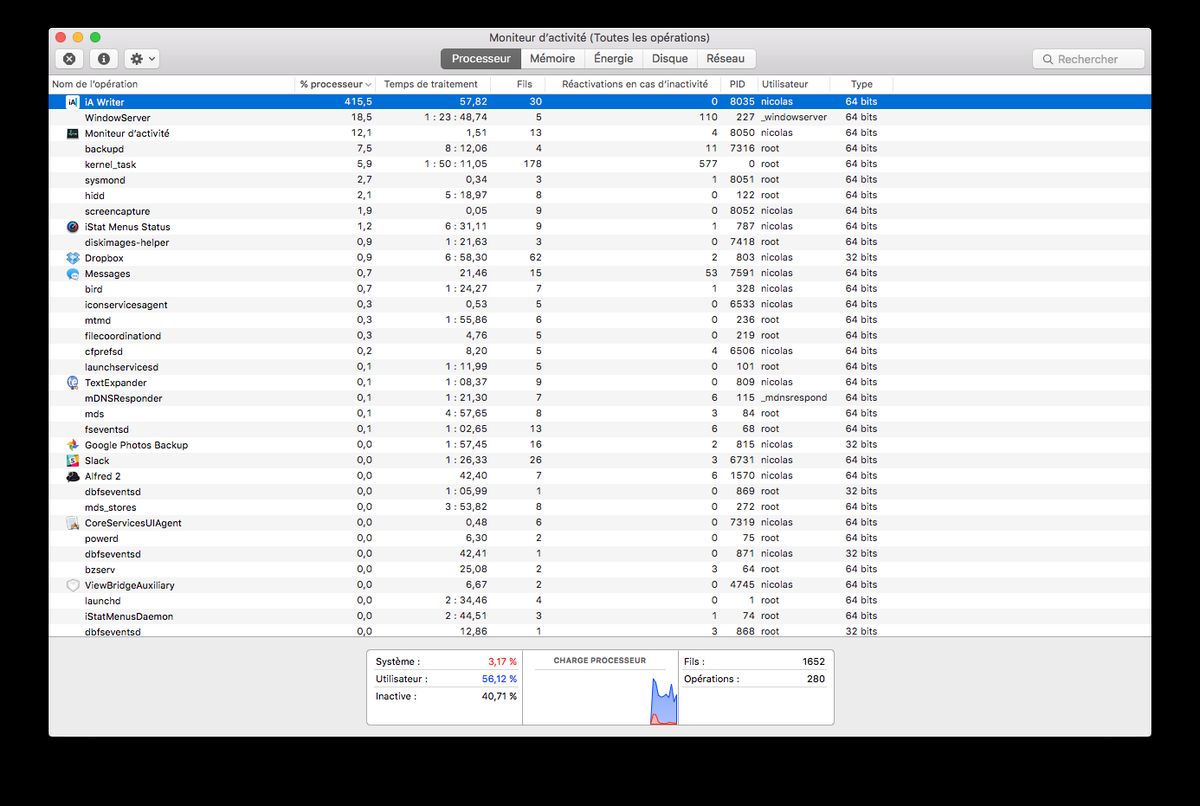 Moniteur d’activité (Toutes les opérations)
Processeur Mémoire Énergie Disque Réseau Rechercher
Nom de l’opération % processeur Temps de traitement Fils Réactivations en cas d’inactivité PID Utilisateur Type
iA iA Writer 415,5 57,82 30 0 8035 nicolas 64 bits
WindowServer 18,5 1 : 23 : 48,74 5 110 227 _windowserver 64 bits
Moniteur d’activité 12,1 1,51 13 4 8050 nicolas 64 bits
backupd 7,5 8 : 12,06 4 11 7316 root 64 bits
kernel_task 5,9 1 : 50 : 11,05 178 577 0 root 64 bits
sysmond 2,7 0,34 3 1 8051 root 64 bits
hidd 2,1 5 : 18,97 8 0 122 root 64 bits
screencapture 1,9 0,05 9 0 8052 nicolas 64 bits
iStat Menus Status 1,2 6 : 31,11 9 1 787 nicolas 64 bits
diskimages-helper 0,9 1 : 21,63 3 0 7418 root 64 bits
Dropbox 0,9 6 : 58,30 62 2 803 nicolas 32 bits
Messages 0,7 21,46 15 53 7591 nicolas 64 bits
bird 0,7 1 : 24,27 7 1 328 nicolas 64 bits
iconservicesagent 0,3 0,53 5 0 6533 nicolas 64 bits
mtmd 0,3 1 : 55,86 6 0 236 root 64 bits
filecoordinationd 0,3 4,76 5 0 219 root 64 bits
cfprefsd 0,2 8,20 5 4 6506 nicolas 64 bits
launchservicesd 0,1 1 : 11,99 5 0 101 root 64 bits
te TextExpander 0,1 1 : 08,37 9 0 809 nicolas 64 bits
mDNSResponder 0,1 1 : 21,30 7 6 115 _mdnsrespond 64 bits
mds 0,1 4 : 57,65 8 3 84 root 64 bits
fseventsd 0,1 1 : 02,65 13 6 68 root 64 bits
Google Photos Backup 0,0 1 : 57,45 16 2 815 nicolas 32 bits
S Slack 0,0 1 : 26,33 26 3 6731 nicolas 64 bits
Alfred 2 0,0 42,40 7 6 1570 nicolas 64 bits
dbfseventsd 0,0 1 : 05,99 1 0 869 root 32 bits
mds_stores 0,0 3 : 53,82 8 0 272 root 64 bits
CoreServicesUIAgent 0,0 0,48 6 0 7319 nicolas 64 bits
powerd 0,0 6,30 2 0 75 root 64 bits
dbfseventsd 0,0 42,41 1 0 871 nicolas 32 bits
bzserv 0,0 25,08 2 3 64 root 64 bits
ViewBridgeAuxiliary 0,0 6,67 2 0 4745 nicolas 64 bits
launchd 0,0 2 : 34,46 4 0 1 root 64 bits
iStatMenusDaemon 0,0 2 : 44,51 3 1 74 root 64 bits
dbfseventsd 0,0 12,86 1 3 868 root 32 bits
Système : 3,17 % CHARGE PROCESSEUR Fils : 1652
Utilisateur : 56,12 % Opérations : 280
Inactive : 40,71 %